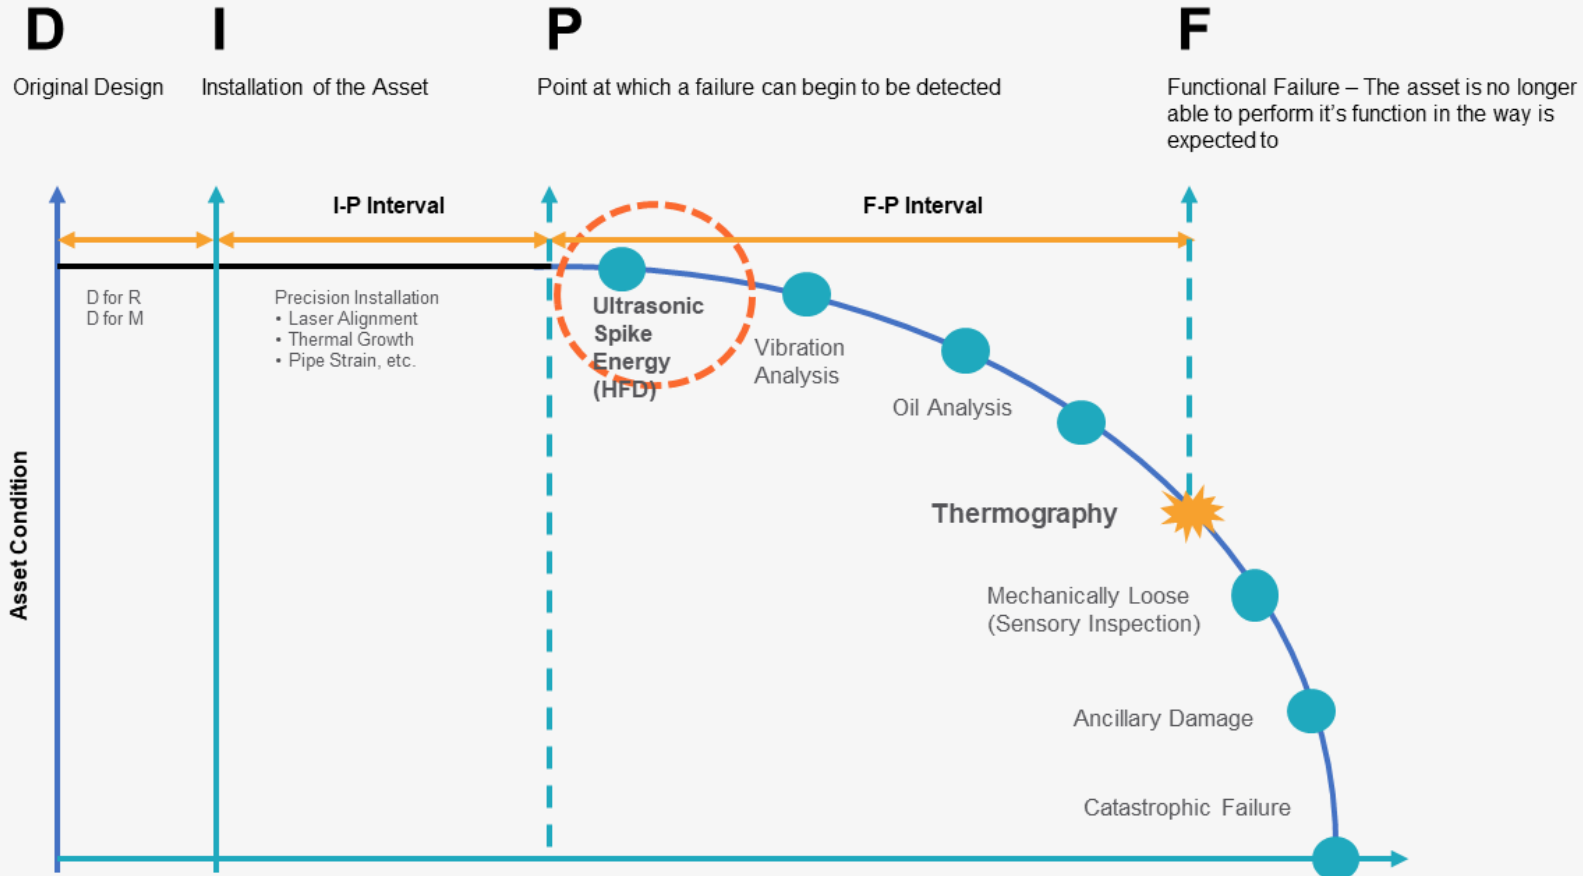 D
I
P
F
Original Design
Installation of the Asset
Point at which a failure can begin to be detected
Functional Failure – The asset is no longer
able to perform it's function in the way is
expected to
I-P Interval
F-P Interval
D for R
D for M
Precision Installation
• Laser Alignment
• Thermal Growth
• Pipe Strain, etc.
Ultrasonic
Spike
Energy
(HFD)
Vibration
Analysis
Oil Analysis
Thermography
Mechanically Loose
(Sensory Inspection)
Ancillary Damage
Catastrophic Failure
Asset Condition